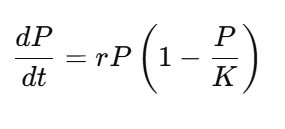 dP/dt = rP(1 − P/K)